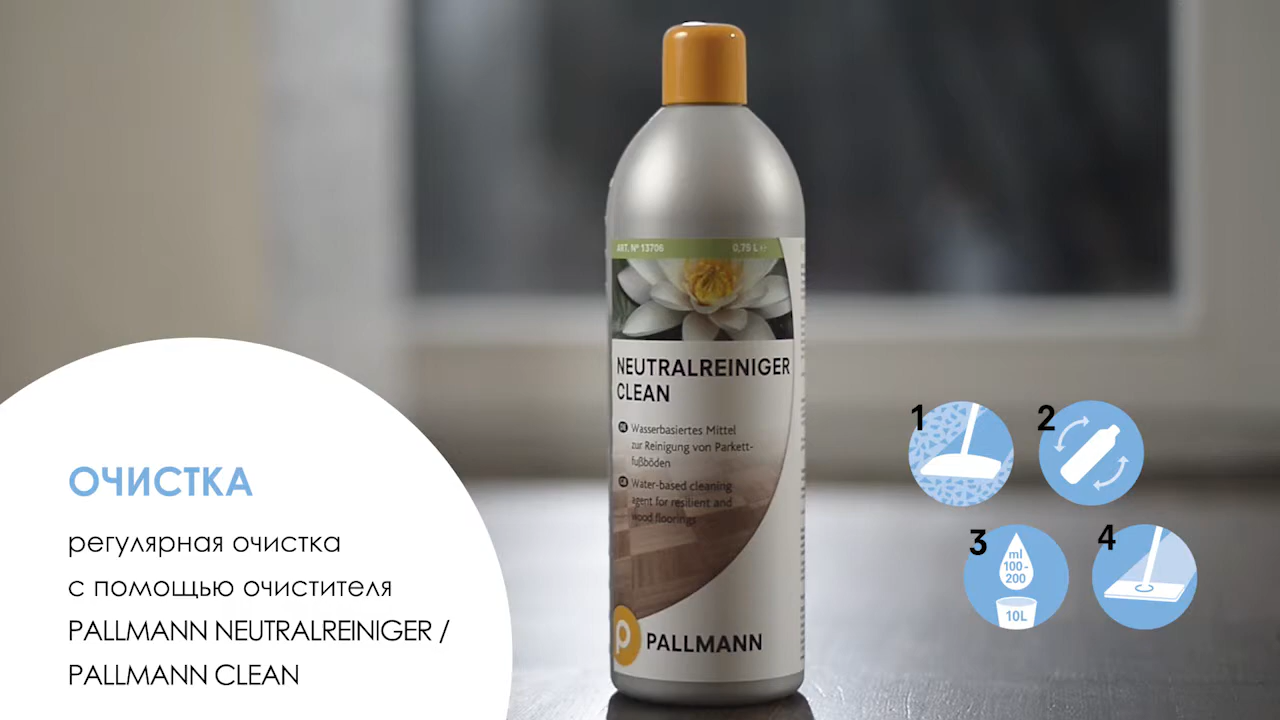 ART. Nº 13706 0,75 L e
NEUTRALREINIGER
CLEAN
DE Wasserbasiertes Mittel
zur Reinigung von Parkett-
fußböden
GB Water-based cleaning
agent for resilient and
wood floorings
PALLMANN
ОЧИСТКА
регулярная очистка
с помощью очистителя
PALLMANN NEUTRALREINIGER /
PALLMANN CLEAN
1
2
3
ml
100-
200
10L
4